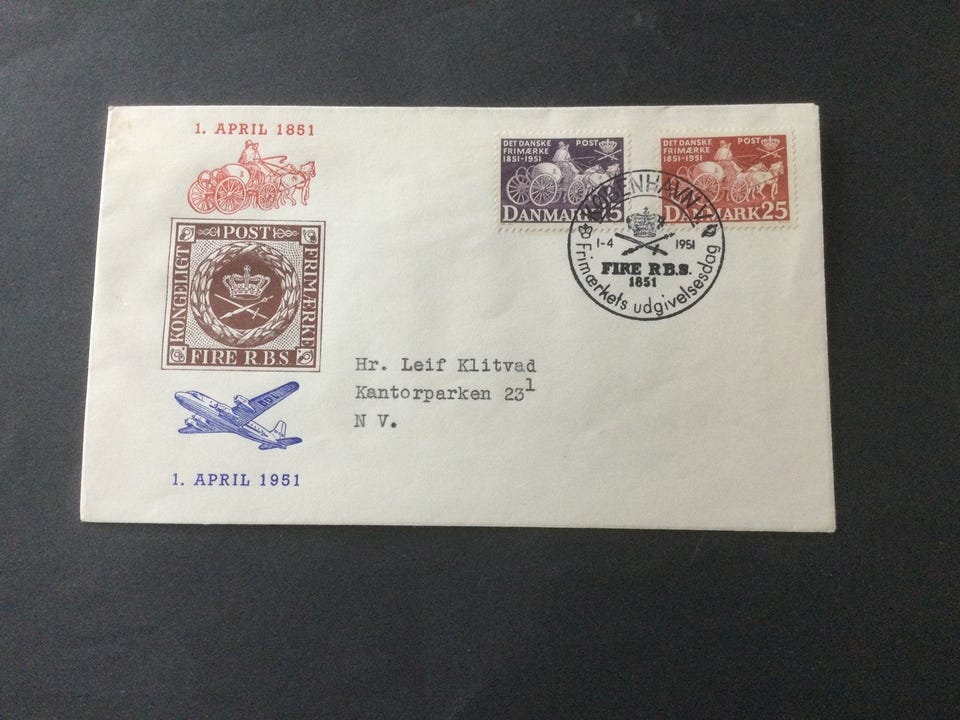 1. APRIL 1851
POST
KONGELIGT
FRIMÆRKE
FIRE R.B.S
DDL
1. APRIL 1951
DET DANSKE
FRIMÆRKE
1851-1951
POST
DANMARK 15
DET DANSKE
FRIMÆRKE
1851-1951
POST
DANMARK 25
KØBENHAVN V.
1-4 1951
FIRE R.B.S.
1851
Frimærkets udgivelsesdag
Hr. Leif Klitvad
Kantorparken 23¹
N V.